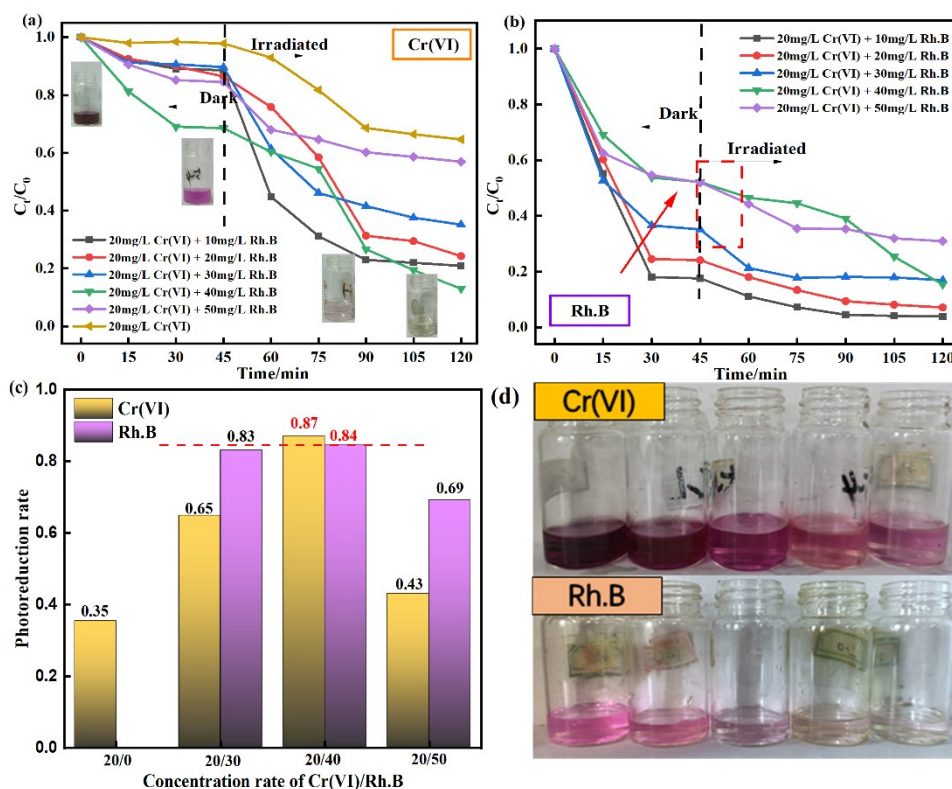 (a)
Irradiated
Cr(VI)
Dark
20mg/L Cr(VI) + 10mg/L Rh.B
20mg/L Cr(VI) + 20mg/L Rh.B
20mg/L Cr(VI) + 30mg/L Rh.B
20mg/L Cr(VI) + 40mg/L Rh.B
20mg/L Cr(VI) + 50mg/L Rh.B
20mg/L Cr(VI)
1.0
0.8
0.6
0.4
0.2
0.0
Ct/C0
0 15 30 45 60 75 90 105 120
Time/min
(b)
20mg/L Cr(VI) + 10mg/L Rh.B
20mg/L Cr(VI) + 20mg/L Rh.B
20mg/L Cr(VI) + 30mg/L Rh.B
20mg/L Cr(VI) + 40mg/L Rh.B
20mg/L Cr(VI) + 50mg/L Rh.B
Dark
Irradiated
Rh.B
1.0
0.8
0.6
0.4
0.2
0.0
Ct/C0
0 15 30 45 60 75 90 105 120
Time/min
(c)
Cr(VI)
Rh.B
0.35
0.65
0.83
0.87
0.84
0.43
0.69
1.0
0.8
0.6
0.4
0.2
0.0
Photoreduction rate
20/0 20/30 20/40 20/50
Concentration rate of Cr(VI)/Rh.B
(d)
Cr(VI)
Rh.B